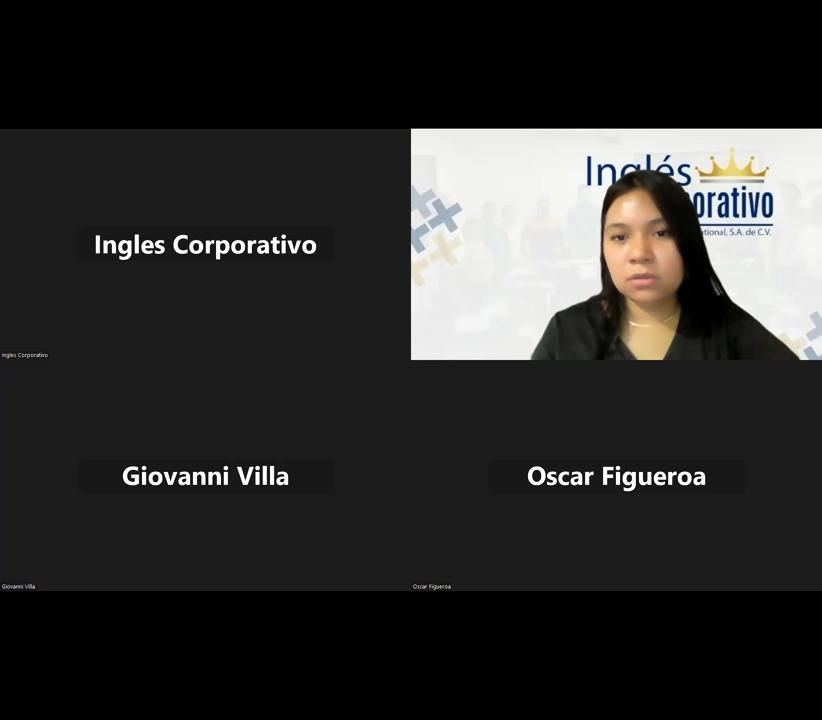 Ingles Corporativo
Ingles Corporativo
Inglés
orativo
ational, S.A. de C.V.
Giovanni Villa
Giovanni Villa
Oscar Figueroa
Oscar Figueroa